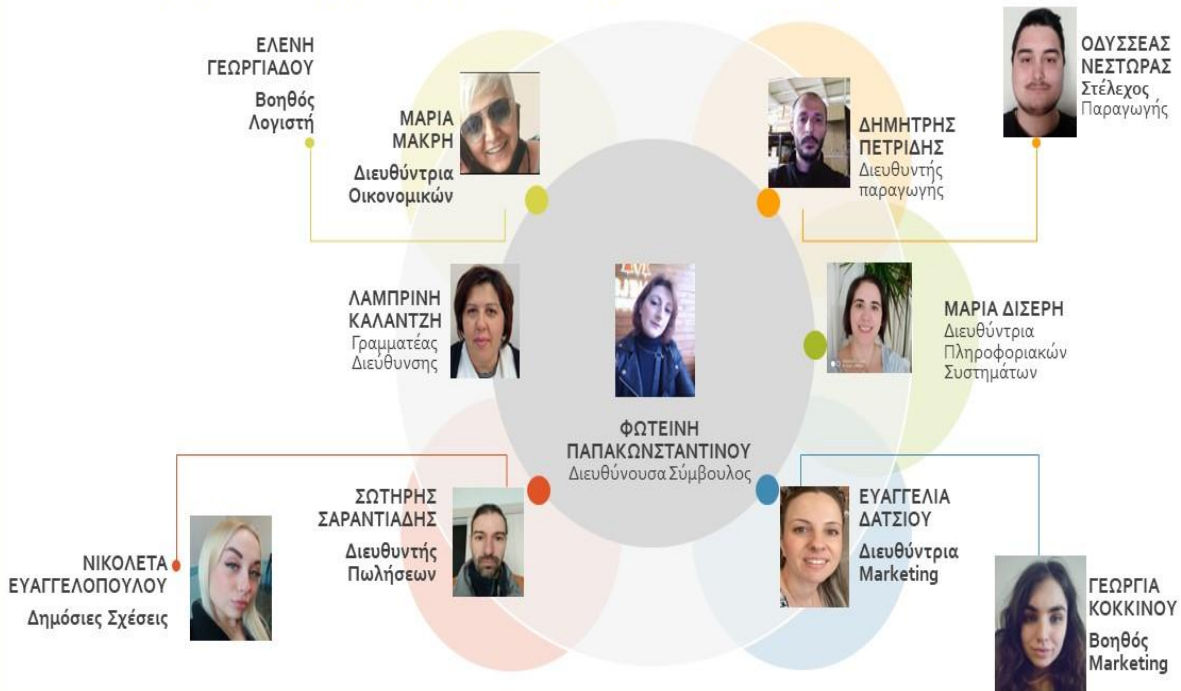 ΕΛΕΝΗ
ΓΕΩΡΓΙΑΔΟΥ
Βοηθός
Λογιστή
ΜΑΡΙΑ
ΜΑΚΡΗ
Διευθύντρια
Οικονομικών
ΔΗΜΗΤΡΗΣ
ΠΕΤΡΙΔΗΣ
Διευθυντής
παραγωγής
ΟΔΥΣΣΕΑΣ
ΝΕΣΤΩΡΑΣ
Στέλεχος
Παραγωγής
ΛΑΜΠΡΙΝΗ
ΚΑΛΑΝΤΖΗ
Γραμματέας
Διεύθυνσης
ΦΩΤΕΙΝΗ
ΠΑΠΑΚΩΝΣΤΑΝΤΙΝΟΥ
Διευθύνουσα Σύμβουλος
ΜΑΡΙΑ ΔΙΣΕΡΗ
Διευθύντρια
Πληροφοριακών
Συστημάτων
ΝΙΚΟΛΕΤΑ
ΕΥΑΓΓΕΛΟΠΟΥΛΟΥ
Δημόσιες Σχέσεις
ΣΩΤΗΡΗΣ
ΣΑΡΑΝΤΙΑΔΗΣ
Διευθυντής
Πωλήσεων
ΕΥΑΓΓΕΛΙΑ
ΔΑΤΣΙΟΥ
Διευθύντρια
Marketing
ΓΕΩΡΓΙΑ
ΚΟΚΚΙΝΟΥ
Βοηθός
Marketing